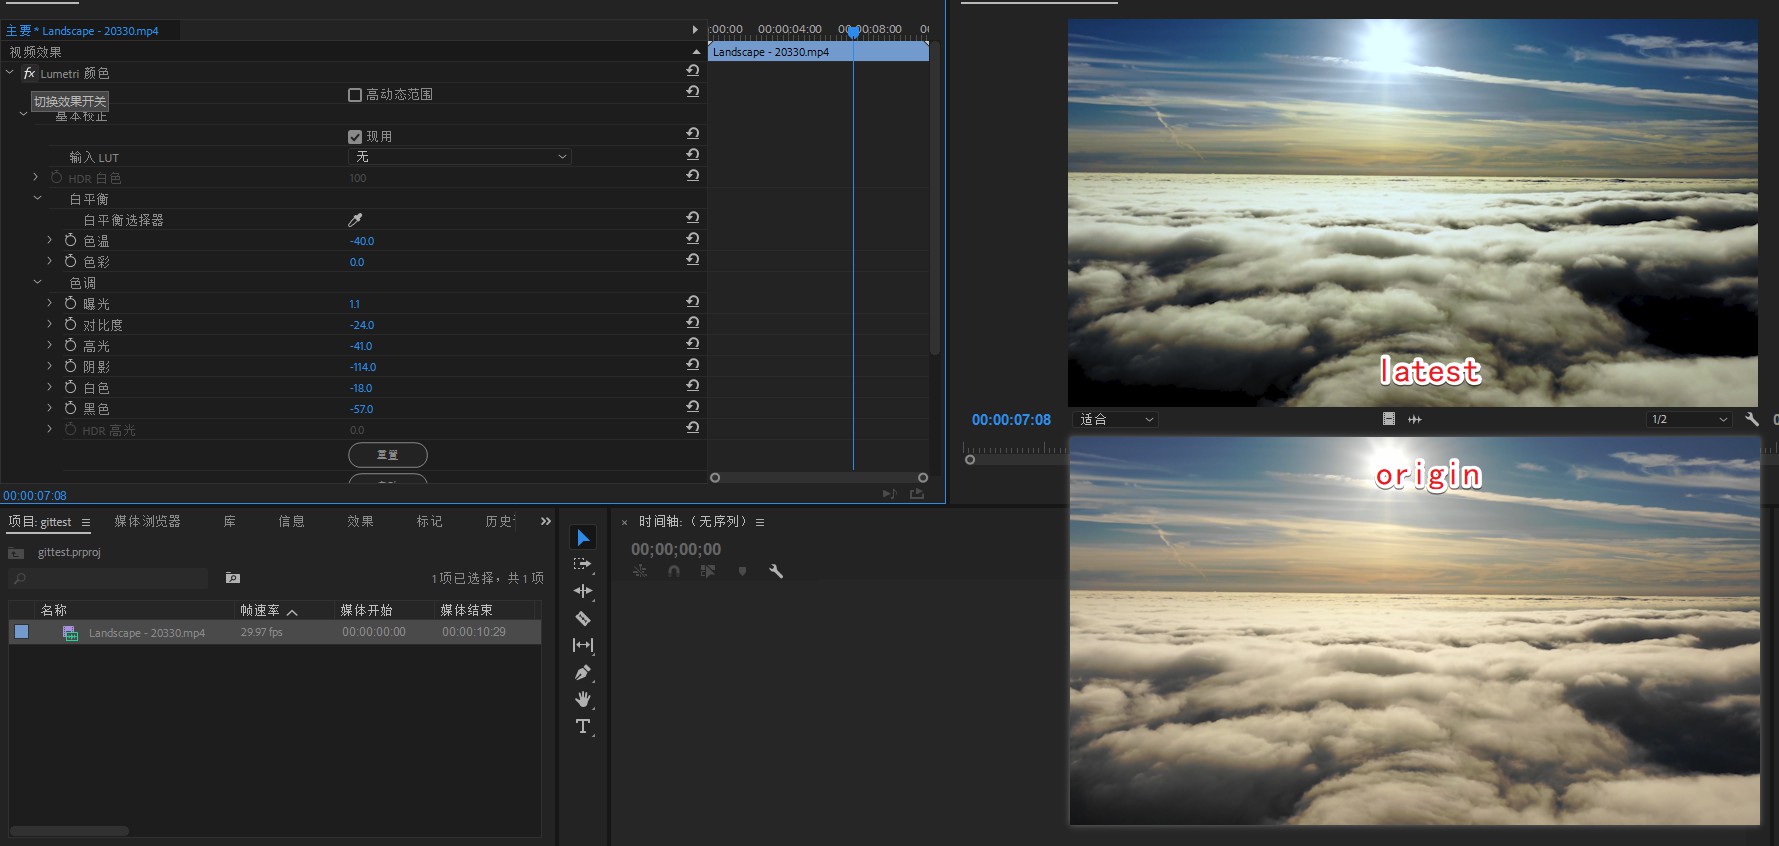 主要 * Landscape - 20330.mp4
:00:00
00:00:04:00
00:00:08:00
视频效果
Landscape - 20330.mp4
fx Lumetri 颜色
高动态范围
切换效果开关
基本校正
现用
输入 LUT
无
HDR 白色
100
白平衡
白平衡选择器
色温
-40.0
色彩
0.0
色调
曝光
1.1
对比度
-24.0
高光
-41.0
阴影
-114.0
白色
-18.0
黑色
-57.0
HDR 高光
0.0
重置
00:00:07:08
latest
00:00:07:08
适合
1/2
origin
项目: gittest
媒体浏览器
库
信息
效果
标记
历史
gittest.prproj
1 项已选择，共 1 项
名称
帧速率
媒体开始
媒体结束
Landscape - 20330.mp4
29.97 fps
00:00:00:00
00:00:10:29
× 时间轴:（无序列）
00;00;00;00
T